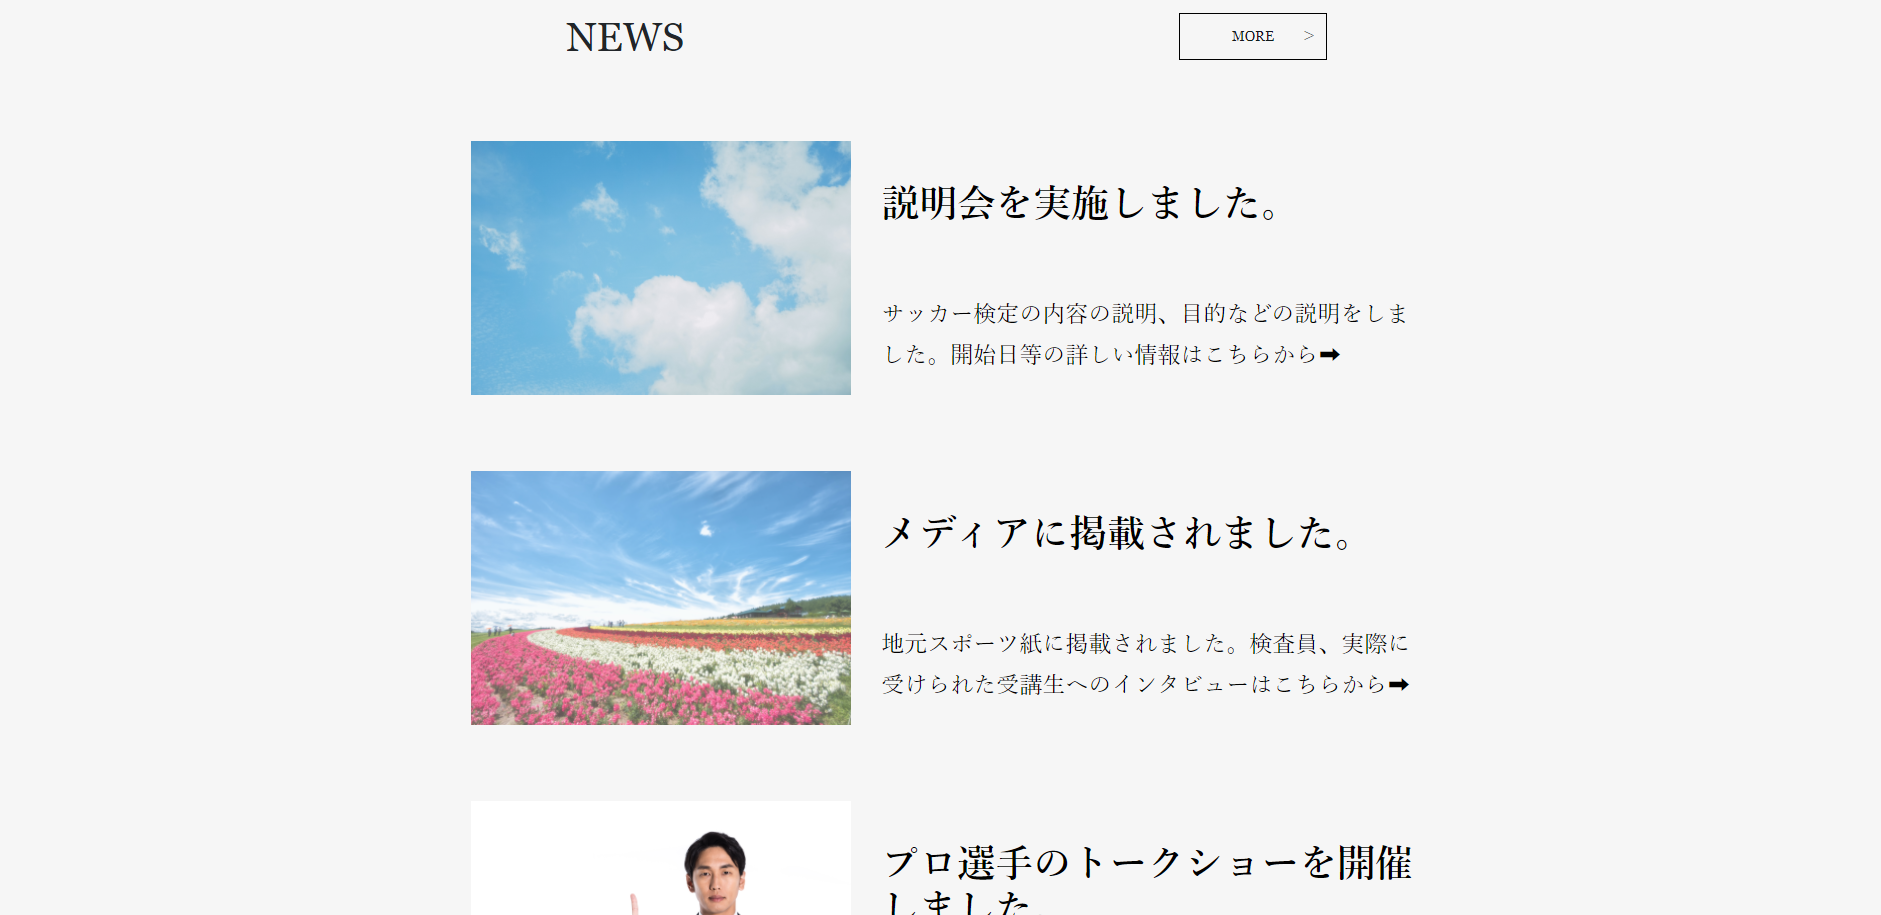 NEWS
MORE >
説明会を実施しました。
サッカー検定の内容の説明、目的などの説明をしま
した。開始日等の詳しい情報はこちらから➡
メディアに掲載されました。
地元スポーツ紙に掲載されました。検査員、実際に
受けられた受講生へのインタビューはこちらから➡
プロ選手のトークショーを開催
しました。